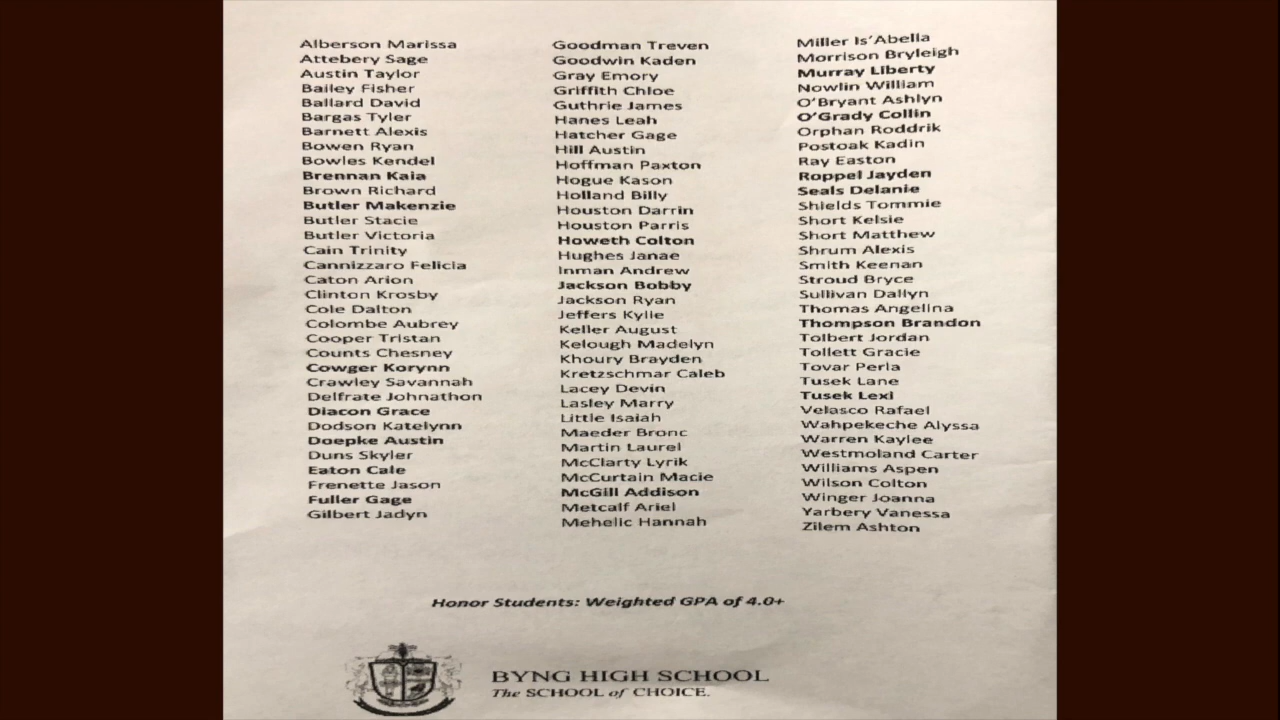 Alberson Marissa
Attebery Sage
Austin Taylor
Bailey Fisher
Ballard David
Bargas Tyler
Barnett Alexis
Bowen Ryan
Bowles Kendel
Brennan Kaia
Brown Richard
Butler Makenzie
Butler Stacie
Butler Victoria
Cain Trinity
Cannizzaro Felicia
Caton Arion
Clinton Krosby
Cole Dalton
Colombe Aubrey
Cooper Tristan
Counts Chesney
Cowger Korynn
Crawley Savannah
Delfrate Johnathon
Diacon Grace
Dodson Katelynn
Doepke Austin
Duns Skyler
Eaton Cale
Frenette Jason
Fuller Gage
Gilbert Jadyn
Goodman Treven
Goodwin Kaden
Gray Emory
Griffith Chloe
Guthrie James
Hanes Leah
Hatcher Gage
Hill Austin
Hoffman Paxton
Hogue Kason
Holland Billy
Houston Darrin
Houston Parris
Howeth Colton
Hughes Janae
Inman Andrew
Jackson Bobby
Jackson Ryan
Jeffers Kylie
Keller August
Kelough Madelyn
Khoury Brayden
Kretzschmar Caleb
Lacey Devin
Lasley Marry
Little Isaiah
Maeder Bronc
Martin Laurel
McClarty Lyrik
McCurtain Macie
McGill Addison
Metcalf Ariel
Mehelic Hannah
Miller Is'Abella
Morrison Bryleigh
Murray Liberty
Nowlin William
O'Bryant Ashlyn
O'Grady Collin
Orphan Roddrik
Postoak Kadin
Ray Easton
Roppel Jayden
Seals Delanie
Shields Tommie
Short Kelsie
Short Matthew
Shrum Alexis
Smith Keenan
Stroud Bryce
Sullivan Dallyn
Thomas Angelina
Thompson Brandon
Tolbert Jordan
Tollett Gracie
Tovar Perla
Tusek Lane
Tusek Lexi
Velasco Rafael
Wahpekeche Alyssa
Warren Kaylee
Westmoland Carter
Williams Aspen
Wilson Colton
Winger Joanna
Yarbery Vanessa
Zilem Ashton
Honor Students: Weighted GPA of 4.0+
BYNG HIGH SCHOOL
The SCHOOL of CHOICE.